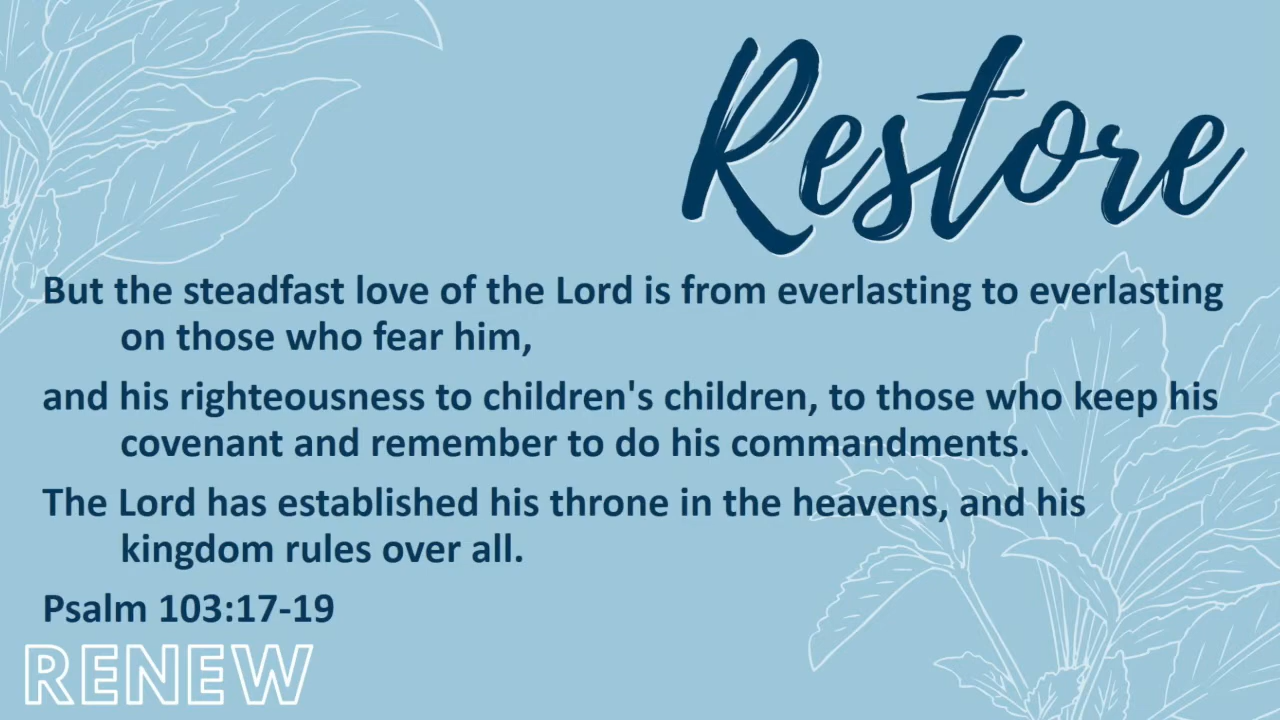 Restore
But the steadfast love of the Lord is from everlasting to everlasting
on those who fear him,
and his righteousness to children's children, to those who keep his
covenant and remember to do his commandments.
The Lord has established his throne in the heavens, and his
kingdom rules over all.
Psalm 103:17-19
RENEW